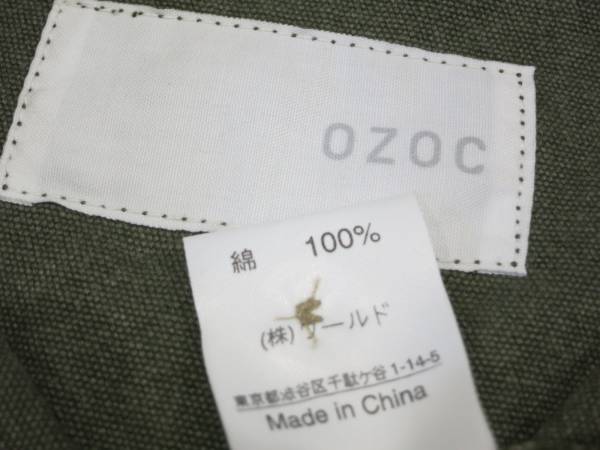 OZOC
綿 100%
(株)ワールド
東京都渋谷区千駄ケ谷1-14-5
Made in China